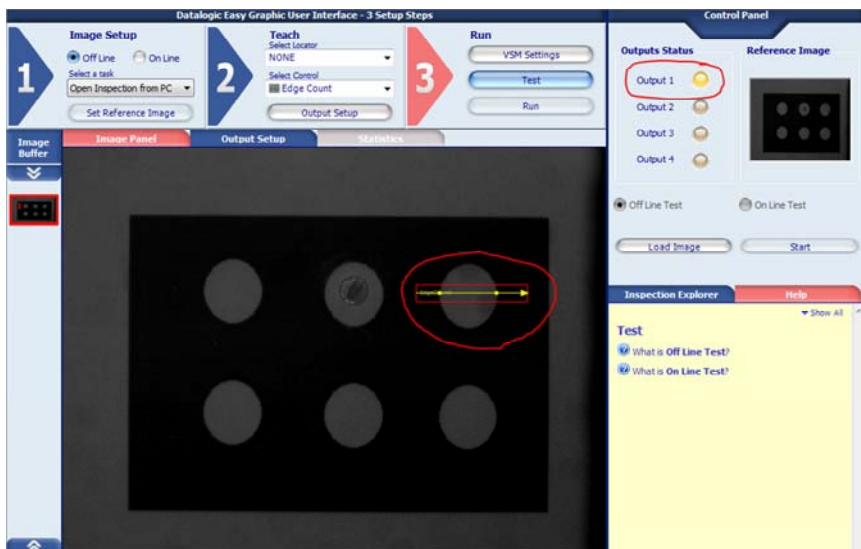 Datalogic Easy Graphic User Interface - 3 Setup Steps
1
Image Setup
Off Line On Line
Select a task
Open Inspection from PC
Set Reference Image
2
Teach
Select Locator
NONE
Select Control
Edge Count
Output Setup
3
Run
VSM Settings
Test
Run
Image Buffer
Image Panel
Output Setup
Statistics
Control Panel
Outputs Status
Output 1
Output 2
Output 3
Output 4
Reference Image
Off Line Test
On Line Test
Load Image
Start
Inspection Explorer
Help
Show All
Test
What is Off Line Test?
What is On Line Test?